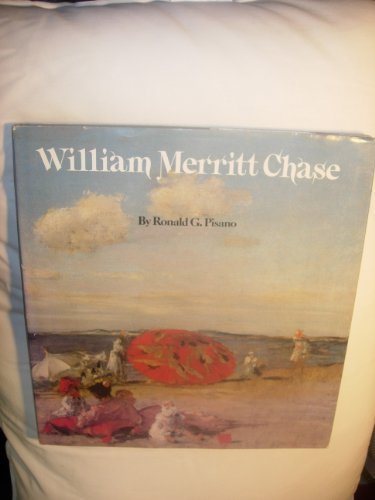 William Merritt Chase
By Ronald G. Pisano